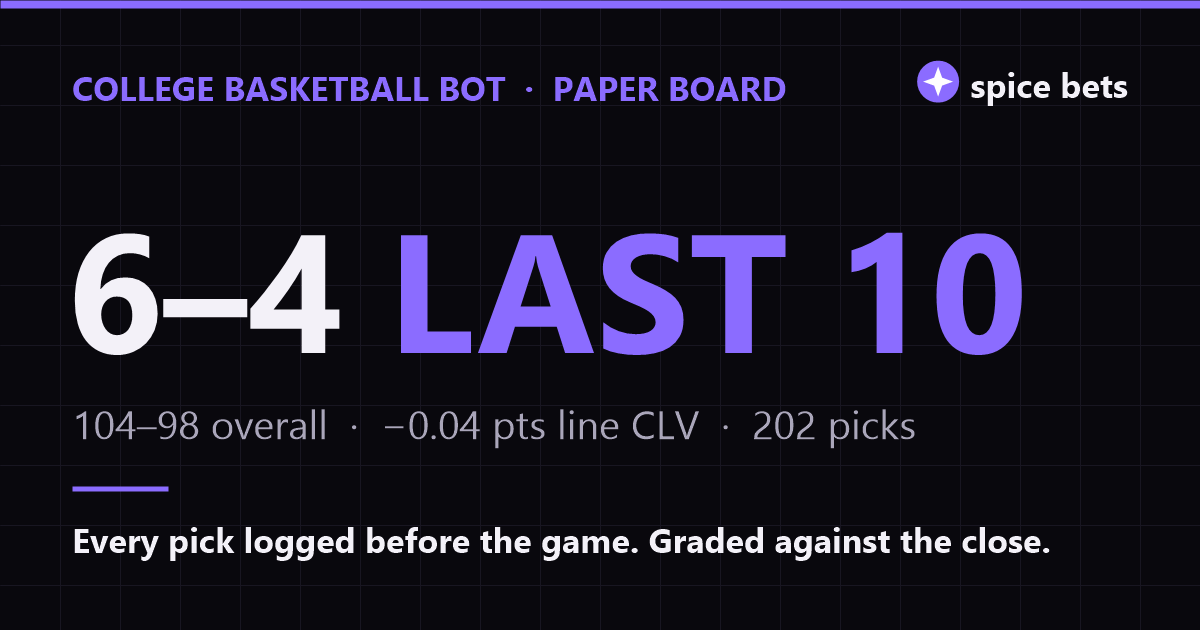 COLLEGE BASKETBALL BOT · PAPER BOARD
spice bets
6–4 LAST 10
104–98 overall · −0.04 pts line CLV · 202 picks
Every pick logged before the game. Graded against the close.